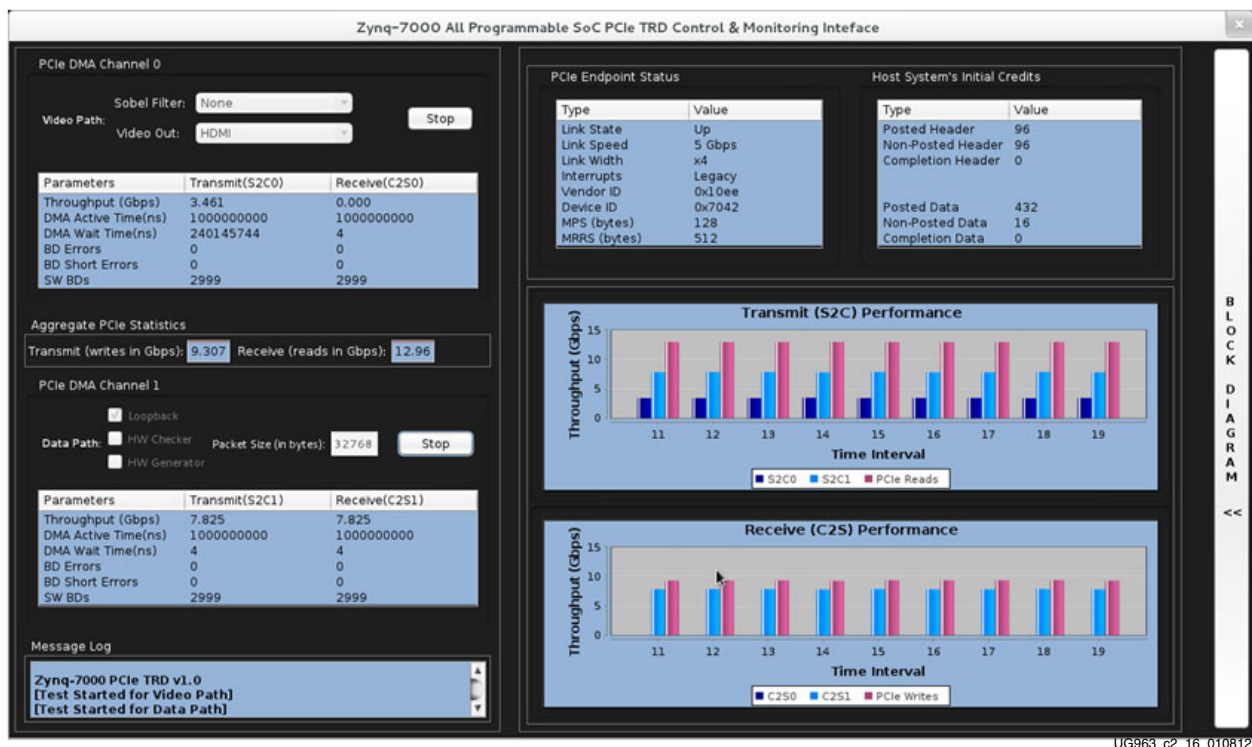 Zynq-7000 All Programmable SoC PCIe TRD Control & Monitoring Inteface
PCIe DMA Channel 0
Sobel Filter: None
Video Path:
Video Out: HDMI
Stop
Parameters Transmit(S2C0) Receive(C2S0)
Throughput (Gbps) 3.461 0.000
DMA Active Time(ns) 1000000000 1000000000
DMA Wait Time(ns) 240145744 4
BD Errors 0 0
BD Short Errors 0 0
SW BDs 2999 2999
Aggregate PCIe Statistics
Transmit (writes in Gbps): 9.307 Receive (reads in Gbps): 12.96
PCIe DMA Channel 1
Loopback
Data Path: HW Checker Packet Size (in bytes): 32768 Stop
HW Generator
Parameters Transmit(S2C1) Receive(C2S1)
Throughput (Gbps) 7.825 7.825
DMA Active Time(ns) 1000000000 1000000000
DMA Wait Time(ns) 4 4
BD Errors 0 0
BD Short Errors 0 0
SW BDs 2999 2999
Message Log
Zynq-7000 PCIe TRD v1.0
[Test Started for Video Path]
[Test Started for Data Path]
PCIe Endpoint Status
Type Value
Link State Up
Link Speed 5 Gbps
Link Width x4
Interrupts Legacy
Vendor ID 0x10ee
Device ID 0x7042
MPS (bytes) 128
MRRS (bytes) 512
Host System's Initial Credits
Type Value
Posted Header 96
Non-Posted Header 96
Completion Header 0
Posted Data 432
Non-Posted Data 16
Completion Data 0
Transmit (S2C) Performance
Throughput (Gbps)
15
10
5
0
11 12 13 14 15 16 17 18 19
Time Interval
S2C0 S2C1 PCIe Reads
Receive (C2S) Performance
Throughput (Gbps)
15
10
5
0
11 12 13 14 15 16 17 18 19
Time Interval
C2S0 C2S1 PCIe Writes
BLOCK DIAGRAM <<
UG963_c2_16_010812